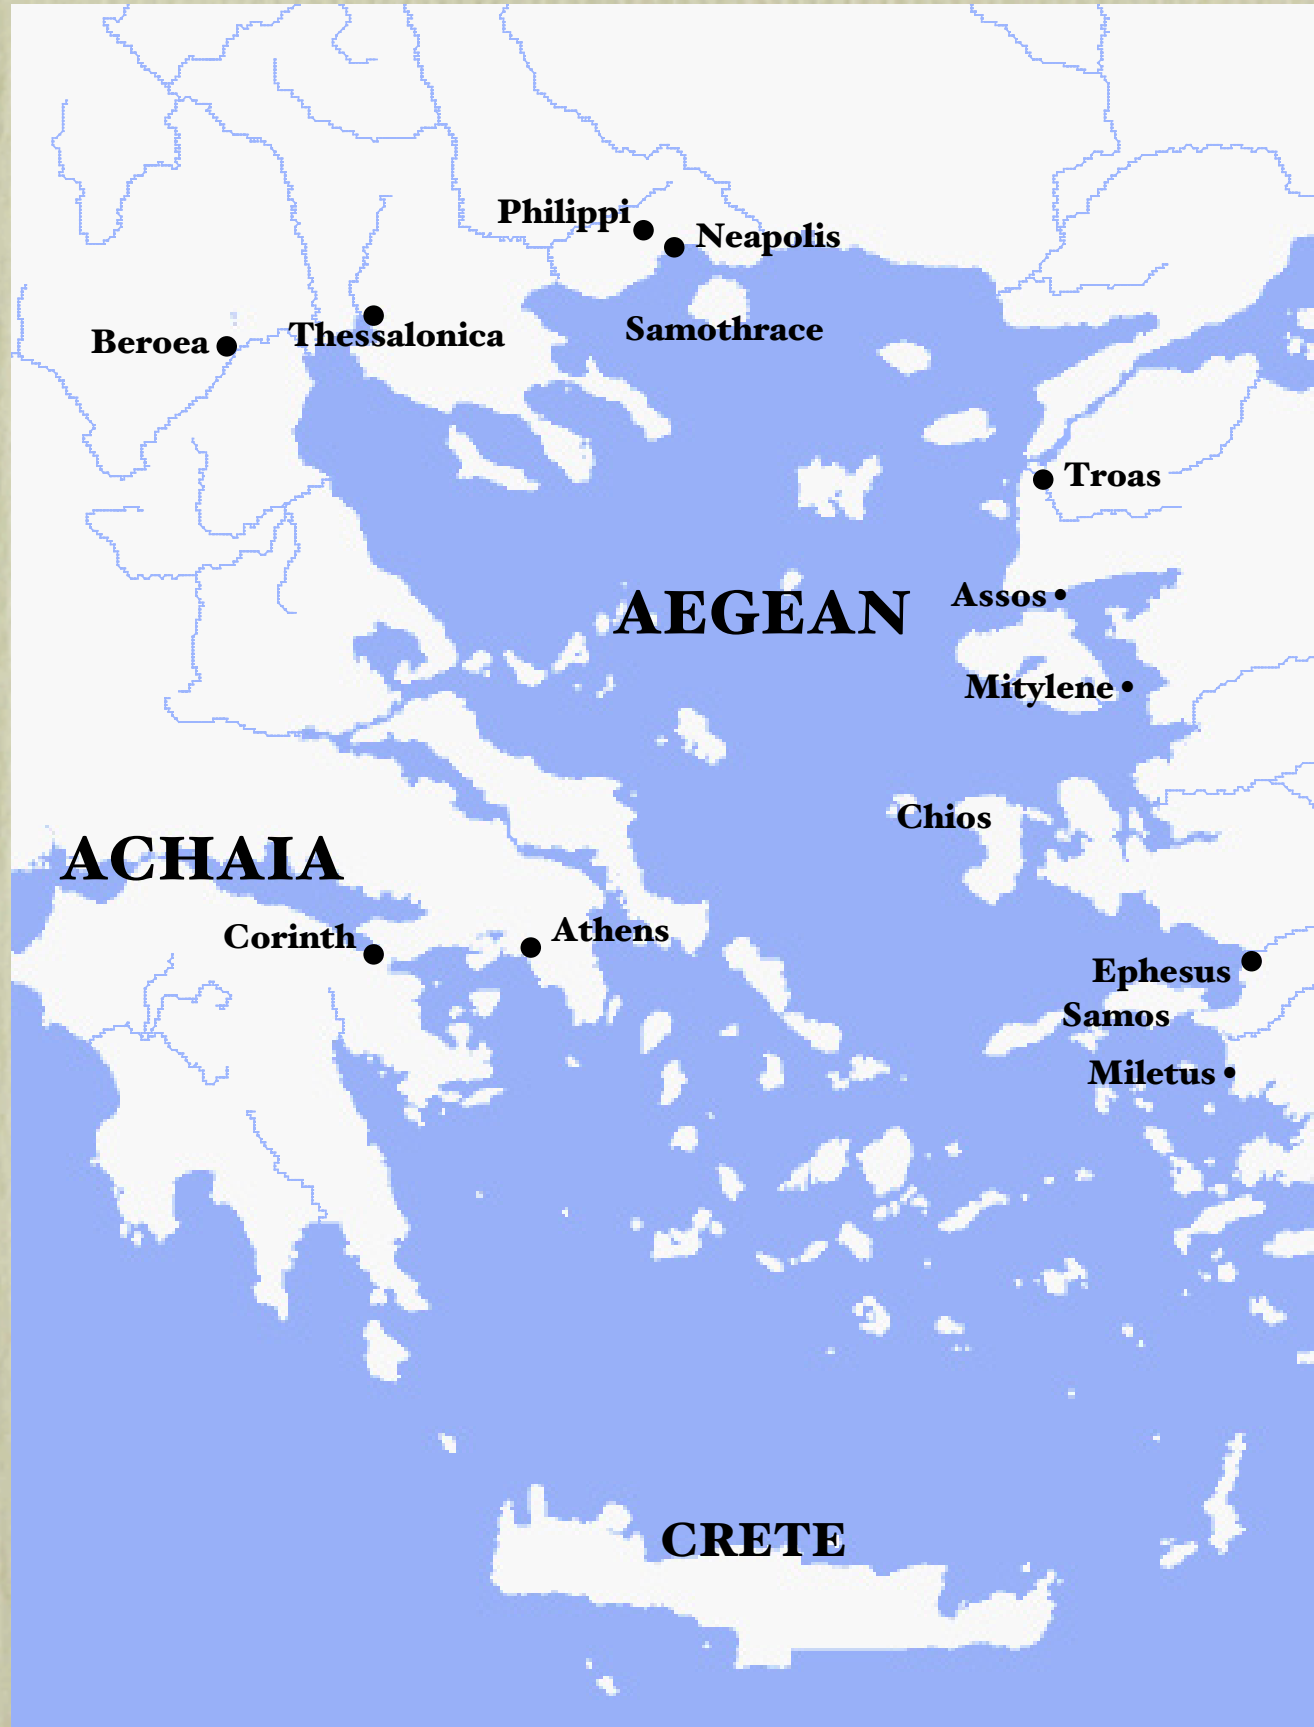 Philippi
Neapolis
Thessalonica
Samothrace
Beroea
Troas
AEGEAN
Assos
Mitylene
Chios
ACHAIA
Corinth
Athens
Ephesus
Samos
Miletus
CRETE